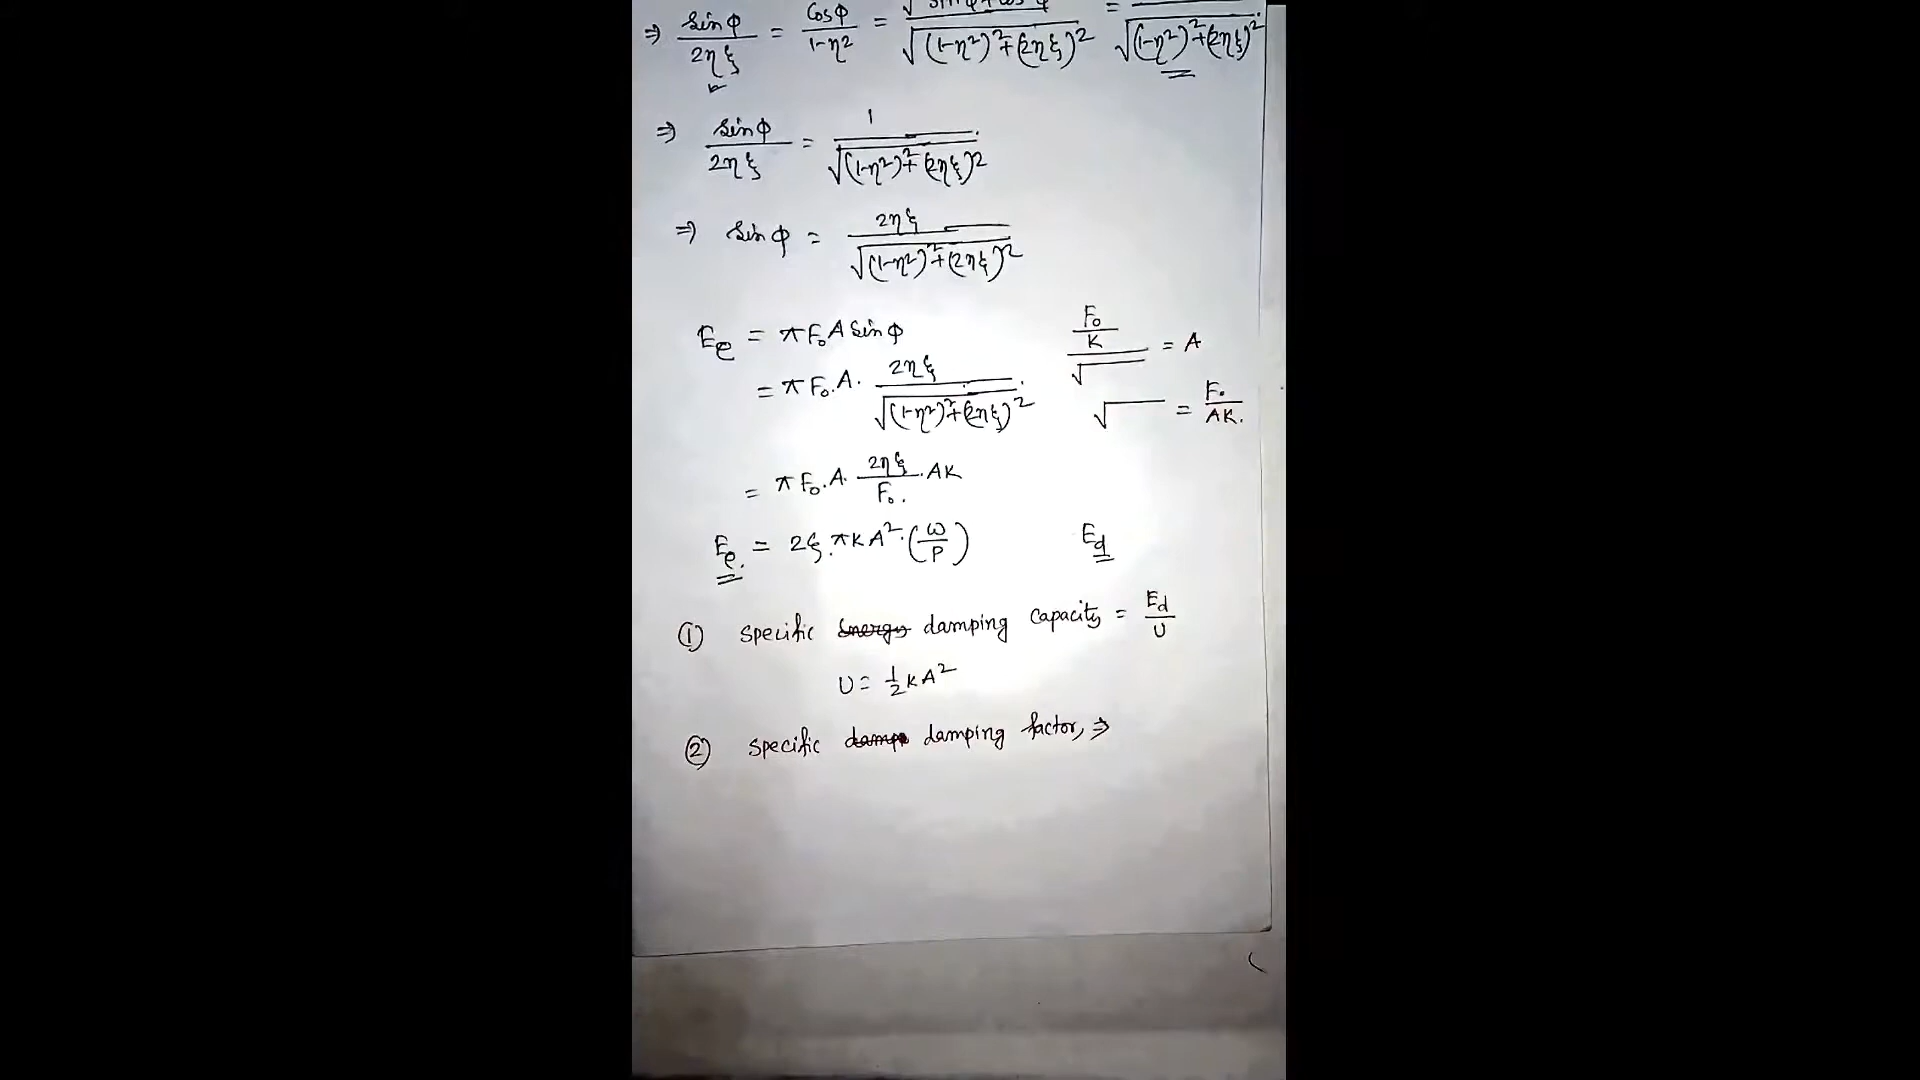 ⇒ Sinφ/2ηξ = Cosφ/1-η² = √Sin²φ+Cos²φ/√(1-η²)²+(2ηξ)² = /√(1-η²)²+(2ηξ)²
⇒ Sinφ/2ηξ = 1/√(1-η²)²+(2ηξ)²
⇒ Sinφ = 2ηξ/√(1-η²)²+(2ηξ)²
Ee = πF₀A Sinφ
F₀/K/√ = A
= πF₀.A. 2ηξ/√(1-η²)²+(2ηξ)²
√ = F₀/AK.
= πF₀.A. 2ηξ/F₀. .AK
Ee. = 2ξ.πKA².(ω/P)
Ed
① Specific energy damping capacity = Ed/U
U = ½KA²
② Specific damp damping factor, ⇒